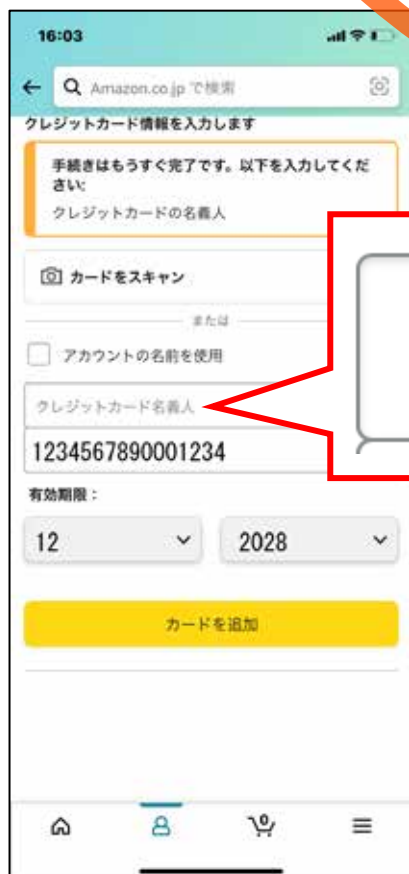 16:03
Amazon.co.jp で検索
クレジットカード情報を入力します
手続きはもうすぐ完了です。以下を入力してくだ
さい:
クレジットカードの名義人
カードをスキャン
または
アカウントの名前を使用
クレジットカード名義人
1234567890001234
有効期限：
12
2028
カードを追加
0